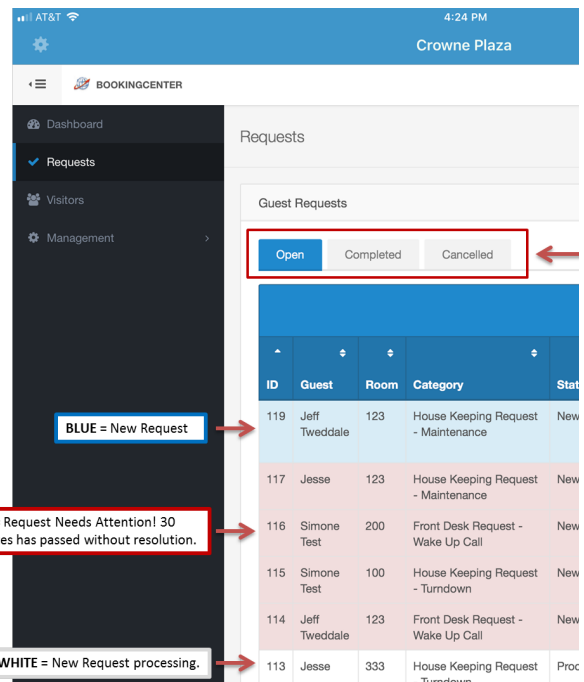 AT&T 4:24 PM
Crowne Plaza
BOOKINGCENTER
Dashboard
Requests
Visitors
Management
Requests
Guest Requests
Open Completed Cancelled
ID Guest Room Category Stat
119 Jeff 123 House Keeping Request New
Tweddale - Maintenance
BLUE = New Request
117 Jesse 123 House Keeping Request New
- Maintenance
Request Needs Attention! 30
es has passed without resolution.
116 Simone 200 Front Desk Request - New
Test Wake Up Call
115 Simone 100 House Keeping Request New
Test - Turndown
114 Jeff 123 Front Desk Request - New
Tweddale Wake Up Call
WHITE = New Request processing.
113 Jesse 333 House Keeping Request Proc
- Turndown